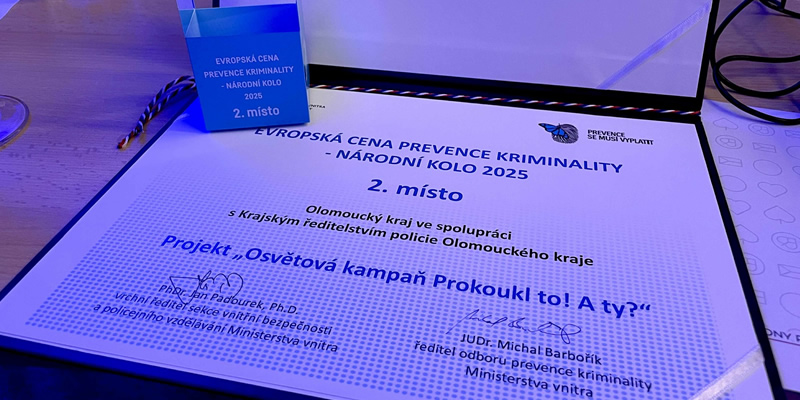 EVROPSKÁ CENA
PREVENCE KRIMINALITY
- NÁRODNÍ KOLO
2025
2. místo
PREVENCE
SE MUSÍ VYPLATIT
EVROPSKÁ CENA PREVENCE KRIMINALITY
- NÁRODNÍ KOLO 2025
2. místo
Olomoucký kraj ve spolupráci
s Krajským ředitelstvím policie Olomouckého kraje
Projekt „Osvětová kampaň Prokoukl to! A ty?“
PhDr. Jan Padourek, Ph.D.
vrchní ředitel sekce vnitřní bezpečnosti
a policejního vzdělávání Ministerstva vnitra
JUDr. Michal Barbořík
ředitel odboru prevence kriminality
Ministerstva vnitra